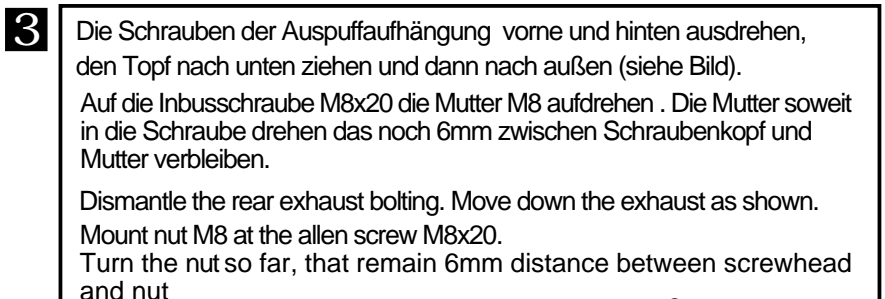 3
Die Schrauben der Auspuffaufhängung vorne und hinten ausdrehen,
den Topf nach unten ziehen und dann nach außen (siehe Bild).
Auf die Inbusschraube M8x20 die Mutter M8 aufdrehen . Die Mutter soweit
in die Schraube drehen das noch 6mm zwischen Schraubenkopf und
Mutter verbleiben.
Dismantle the rear exhaust bolting. Move down the exhaust as shown.
Mount nut M8 at the allen screw M8x20.
Turn the nut so far, that remain 6mm distance between screwhead
and nut